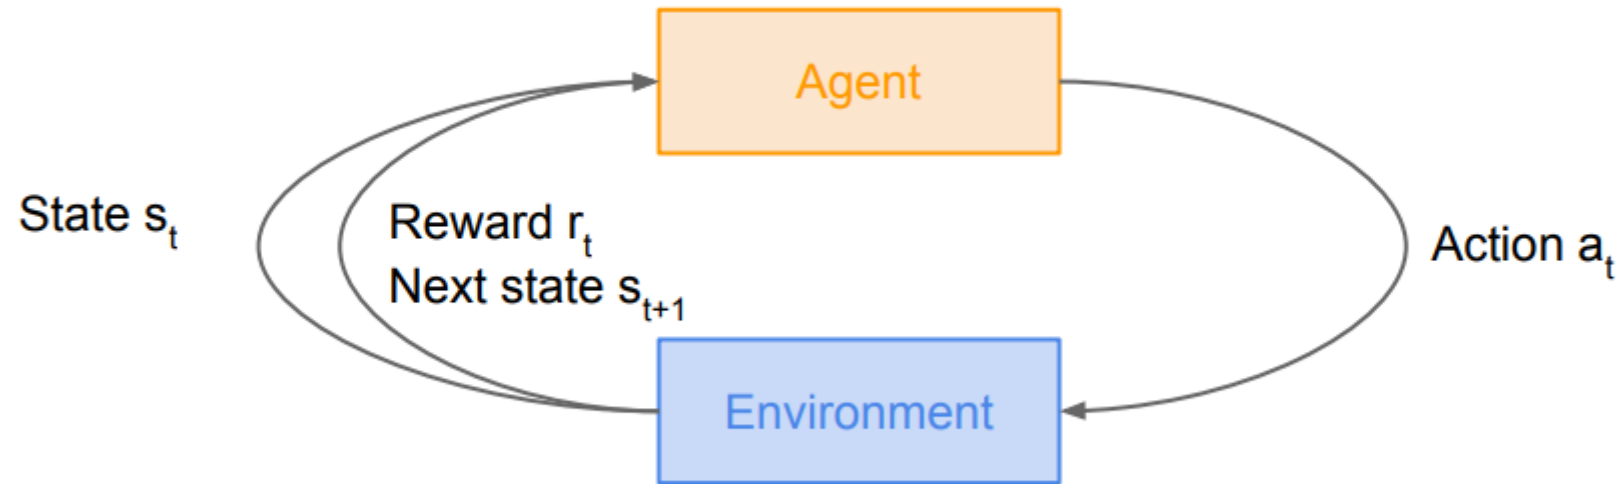 Agent
State sₜ
Reward rₜ
Next state sₜ₊₁
Action aₜ
Environment